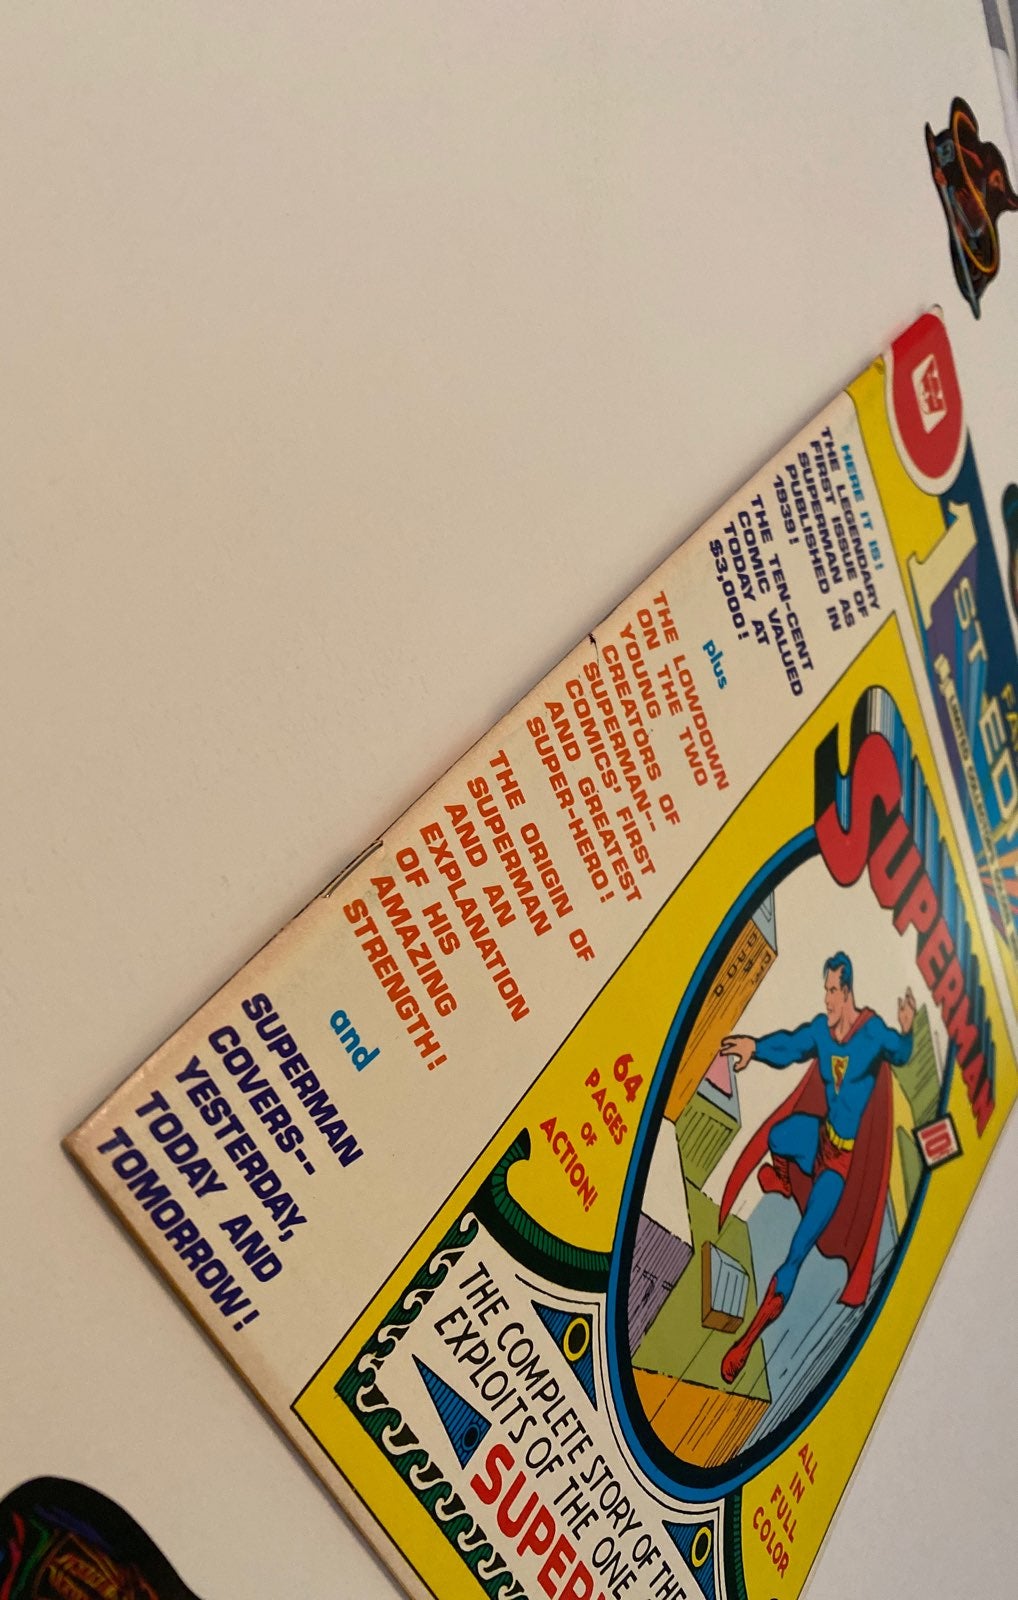 HERE IT IS!
THE LEGENDARY
FIRST ISSUE OF
SUPERMAN AS
PUBLISHED IN
1939!
THE TEN-CENT
COMIC VALUED
TODAY AT
$3,000!
plus
THE LOWDOWN
ON THE TWO
YOUNG
CREATORS OF
SUPERMAN--
COMICS' FIRST
AND GREATEST
SUPER-HERO!
THE ORIGIN OF
SUPERMAN
AND AN
EXPLANATION
OF HIS
AMAZING
STRENGTH!
and
SUPERMAN
COVERS--
YESTERDAY,
TODAY AND
TOMORROW!
1ST
SUPERMAN
10¢
S
64
PAGES
OF
ACTION!
ALL
IN
FULL
COLOR
THE COMPLETE STORY OF THE
EXPLOITS OF THE ONE